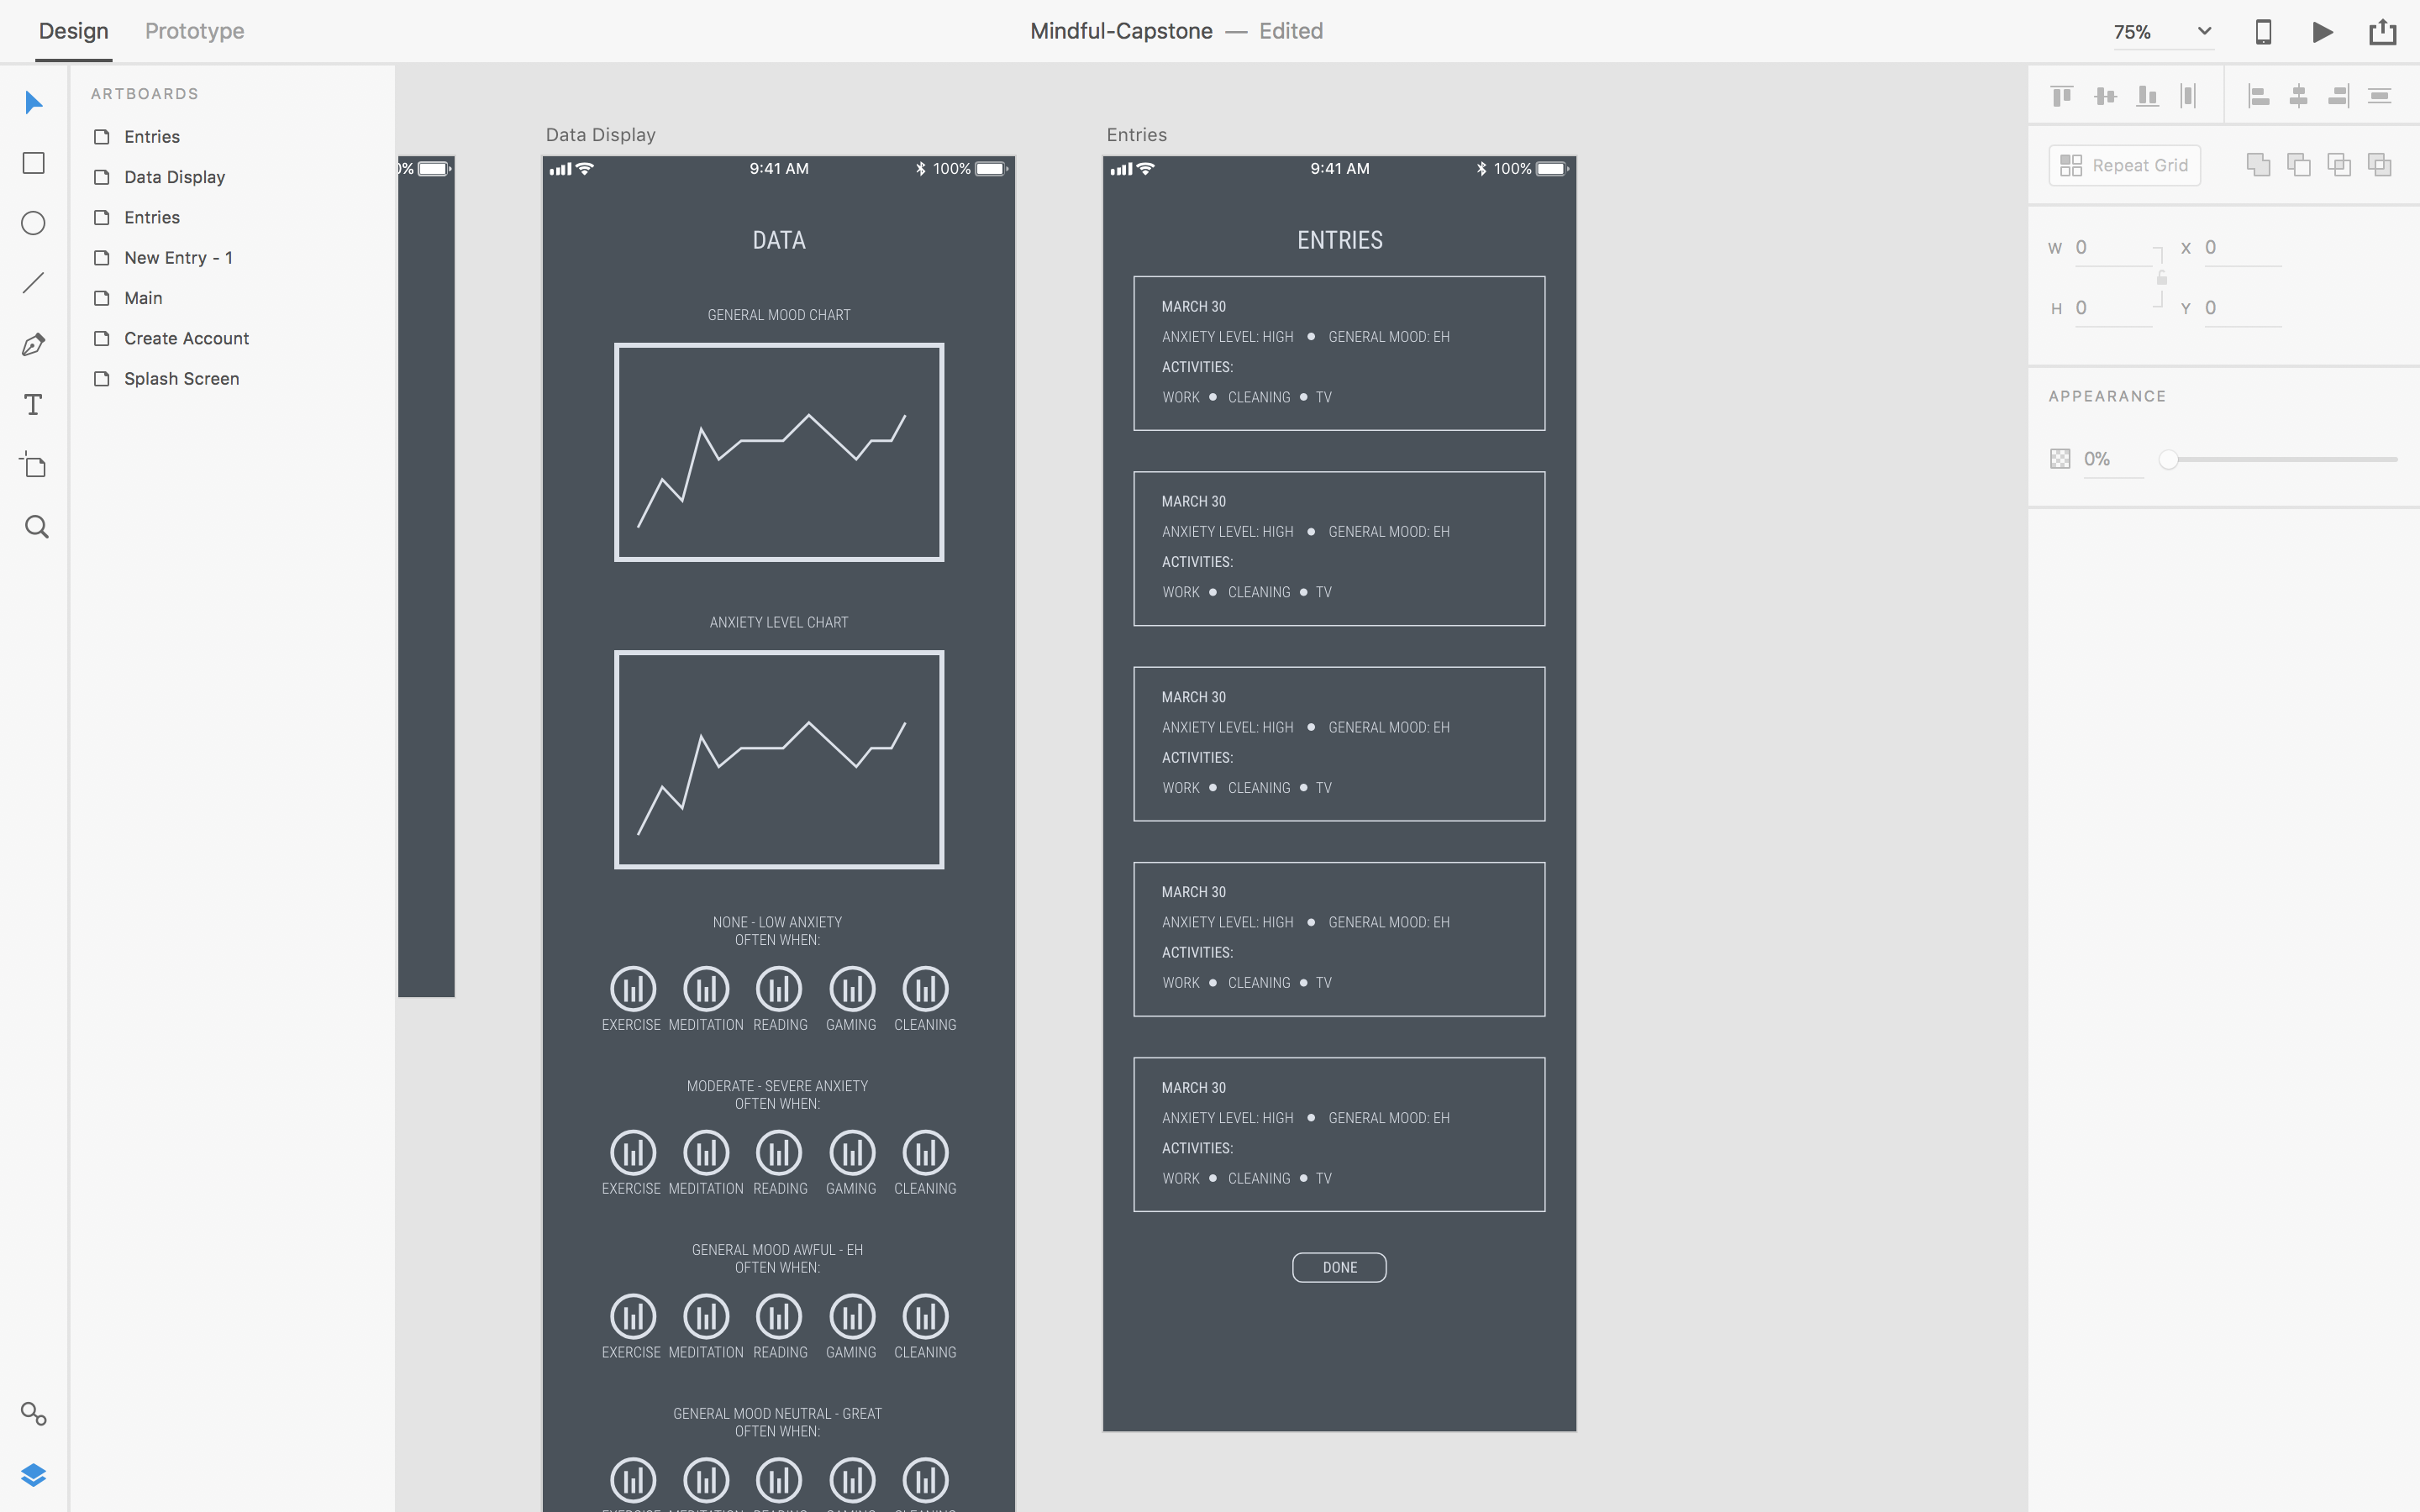 Design Prototype Mindful-Capstone — Edited 75%
ARTBOARDS
Entries
Data Display
Entries
New Entry - 1
Main
Create Account
Splash Screen
Data Display
9:41 AM 100%
DATA
GENERAL MOOD CHART
ANXIETY LEVEL CHART
NONE - LOW ANXIETY
OFTEN WHEN:
EXERCISE MEDITATION READING GAMING CLEANING
MODERATE - SEVERE ANXIETY
OFTEN WHEN:
EXERCISE MEDITATION READING GAMING CLEANING
GENERAL MOOD AWFUL - EH
OFTEN WHEN:
EXERCISE MEDITATION READING GAMING CLEANING
GENERAL MOOD NEUTRAL - GREAT
OFTEN WHEN:
Entries
9:41 AM 100%
ENTRIES
MARCH 30
ANXIETY LEVEL: HIGH ● GENERAL MOOD: EH
ACTIVITIES:
WORK ● CLEANING ● TV
MARCH 30
ANXIETY LEVEL: HIGH ● GENERAL MOOD: EH
ACTIVITIES:
WORK ● CLEANING ● TV
MARCH 30
ANXIETY LEVEL: HIGH ● GENERAL MOOD: EH
ACTIVITIES:
WORK ● CLEANING ● TV
MARCH 30
ANXIETY LEVEL: HIGH ● GENERAL MOOD: EH
ACTIVITIES:
WORK ● CLEANING ● TV
MARCH 30
ANXIETY LEVEL: HIGH ● GENERAL MOOD: EH
ACTIVITIES:
WORK ● CLEANING ● TV
DONE
Repeat Grid
W 0 X 0
H 0 Y 0
APPEARANCE
0%